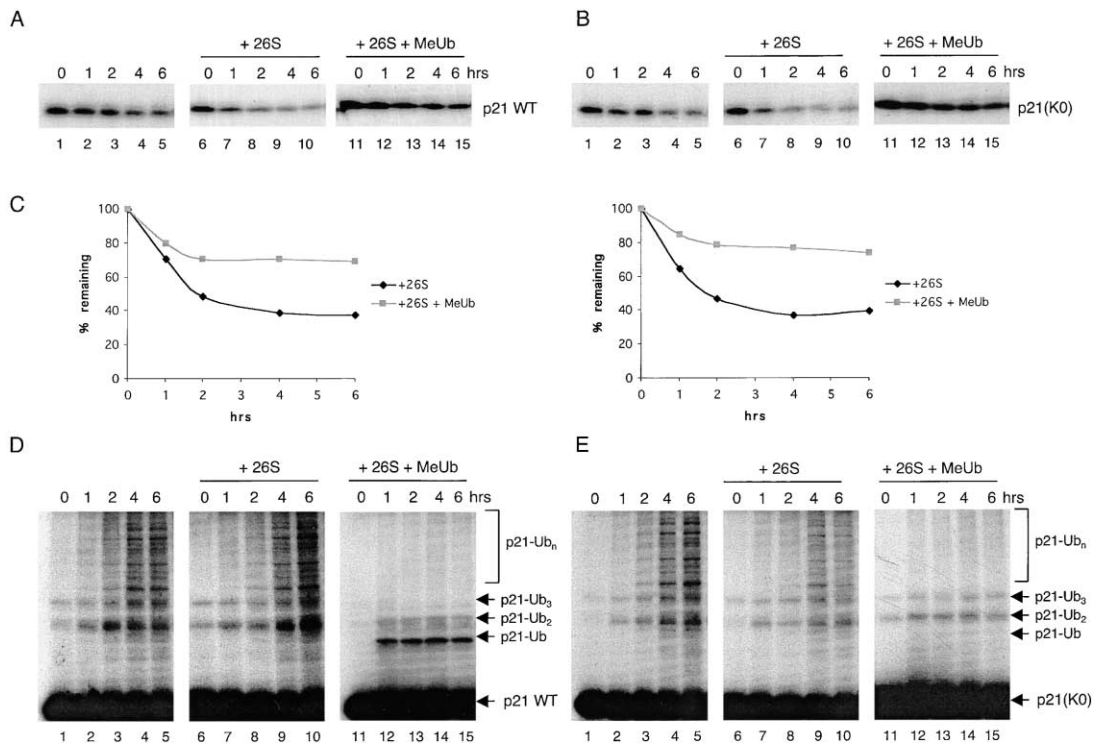 A
+ 26S
+ 26S + MeUb
0 1 2 4 6
0 1 2 4 6
0 1 2 4 6 hrs
p21 WT
1 2 3 4 5
6 7 8 9 10
11 12 13 14 15
B
+ 26S
+ 26S + MeUb
0 1 2 4 6
0 1 2 4 6
0 1 2 4 6 hrs
p21(K0)
1 2 3 4 5
6 7 8 9 10
11 12 13 14 15
C
% remaining
100
80
60
40
20
0
0 1 2 3 4 5 6
hrs
+26S
+26S + MeUb
% remaining
100
80
60
40
20
0
0 1 2 3 4 5 6
hrs
+26S
+26S + MeUb
D
+ 26S
+ 26S + MeUb
0 1 2 4 6
0 1 2 4 6
0 1 2 4 6 hrs
p21-Ubn
p21-Ub3
p21-Ub2
p21-Ub
p21 WT
1 2 3 4 5
6 7 8 9 10
11 12 13 14 15
E
+ 26S
+ 26S + MeUb
0 1 2 4 6
0 1 2 4 6
0 1 2 4 6 hrs
p21-Ubn
p21-Ub3
p21-Ub2
p21-Ub
p21(K0)
1 2 3 4 5
6 7 8 9 10
11 12 13 14 15